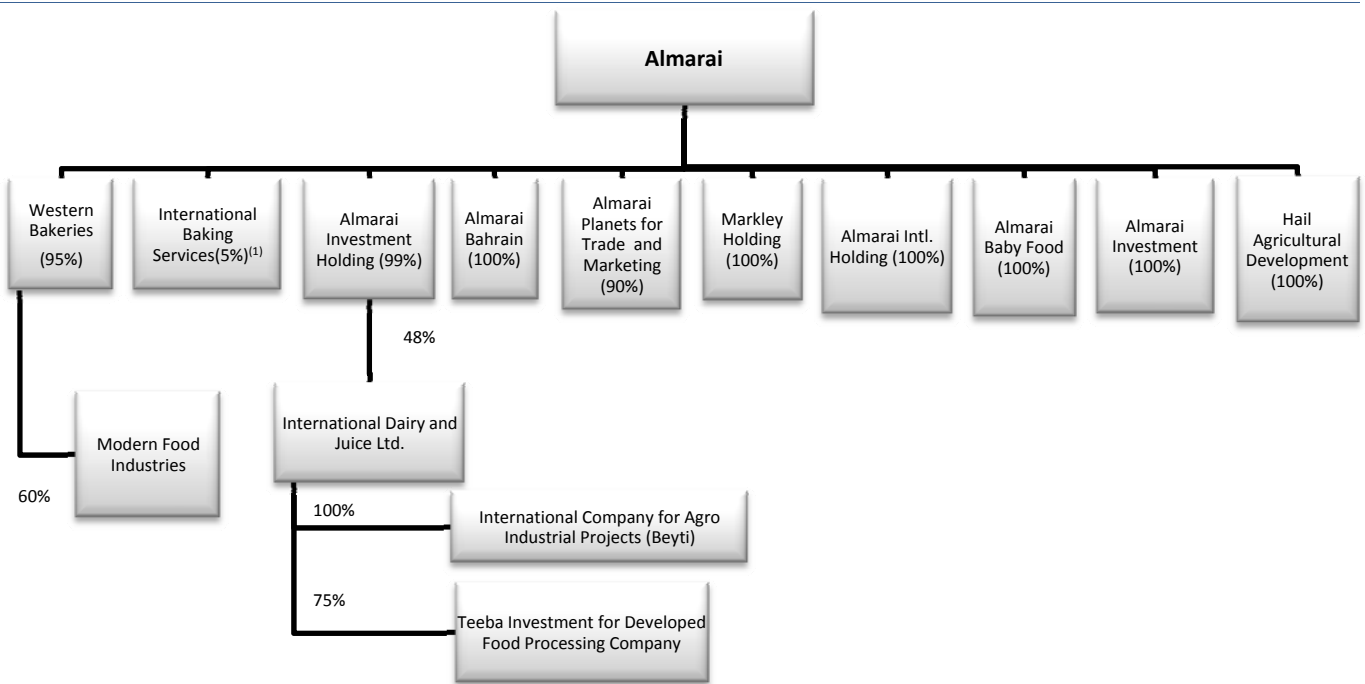 Almarai
Western
Bakeries
(95%)
International
Baking
Services(5%)(1)
Almarai
Investment
Holding (99%)
Almarai
Bahrain
(100%)
Almarai
Planets for
Trade and
Marketing
(90%)
Markley
Holding
(100%)
Almarai Intl.
Holding (100%)
Almarai
Baby Food
(100%)
Almarai
Investment
(100%)
Hail
Agricultural
Development
(100%)
48%
International Dairy and
Juice Ltd.
Modern Food
Industries
60%
100%
International Company for Agro
Industrial Projects (Beyti)
75%
Teeba Investment for Developed
Food Processing Company